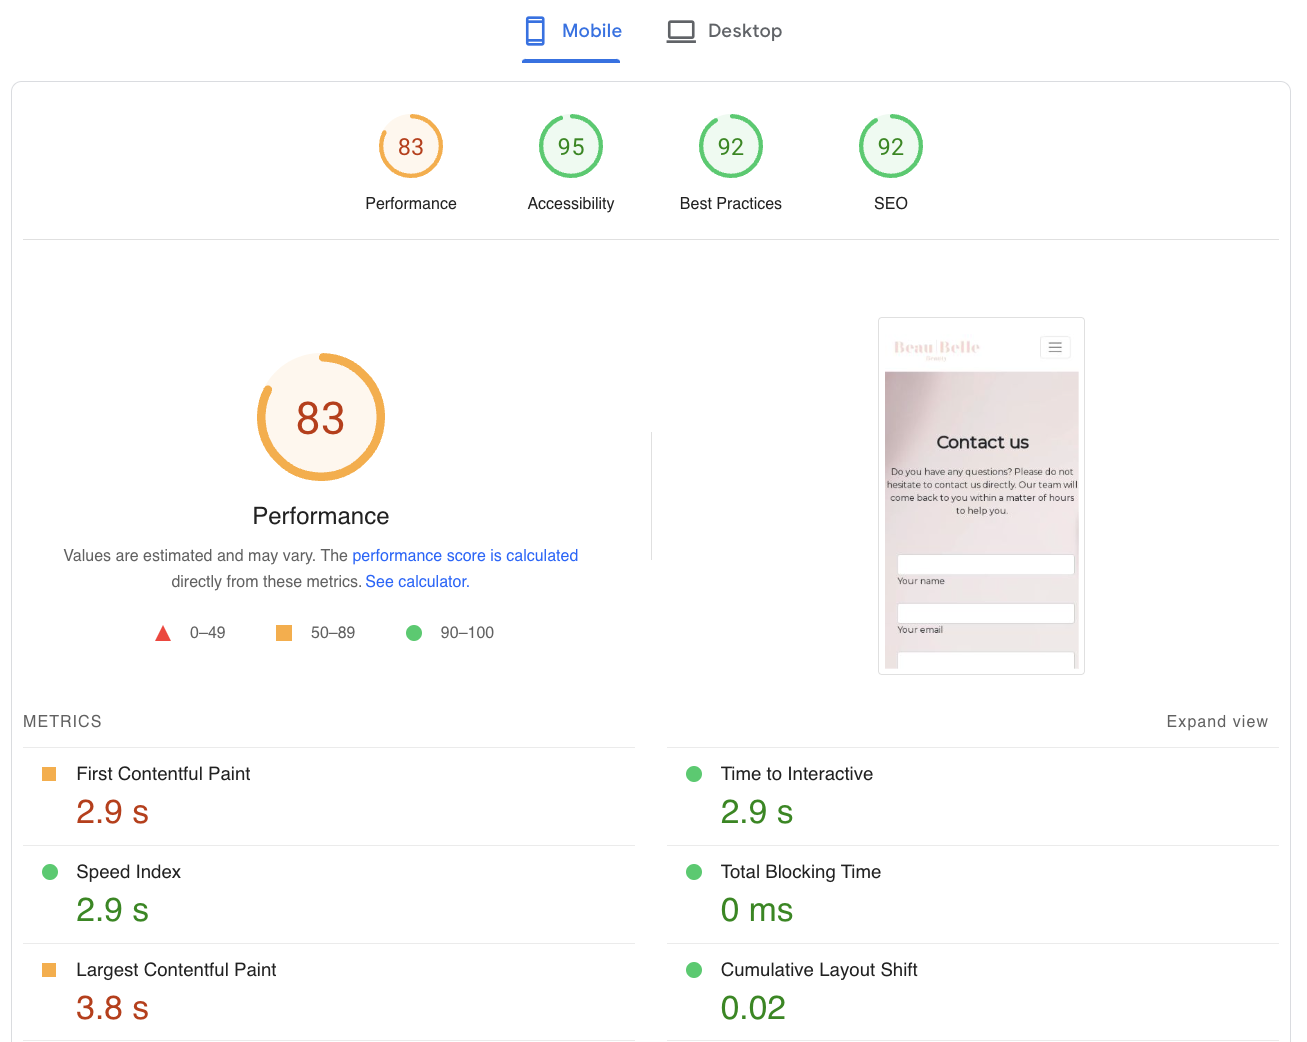 Mobile
Desktop
83
95
92
92
Performance
Accessibility
Best Practices
SEO
83
Performance
Values are estimated and may vary. The performance score is calculated
directly from these metrics. See calculator.
0–49
50–89
90–100
Beau|Belle
Contact us
Do you have any questions? Please do not
hesitate to contact us directly. Our team will
come back to you within a matter of hours
to help you.
Your name
Your email
METRICS
Expand view
First Contentful Paint
2.9 s
Time to Interactive
2.9 s
Speed Index
2.9 s
Total Blocking Time
0 ms
Largest Contentful Paint
3.8 s
Cumulative Layout Shift
0.02